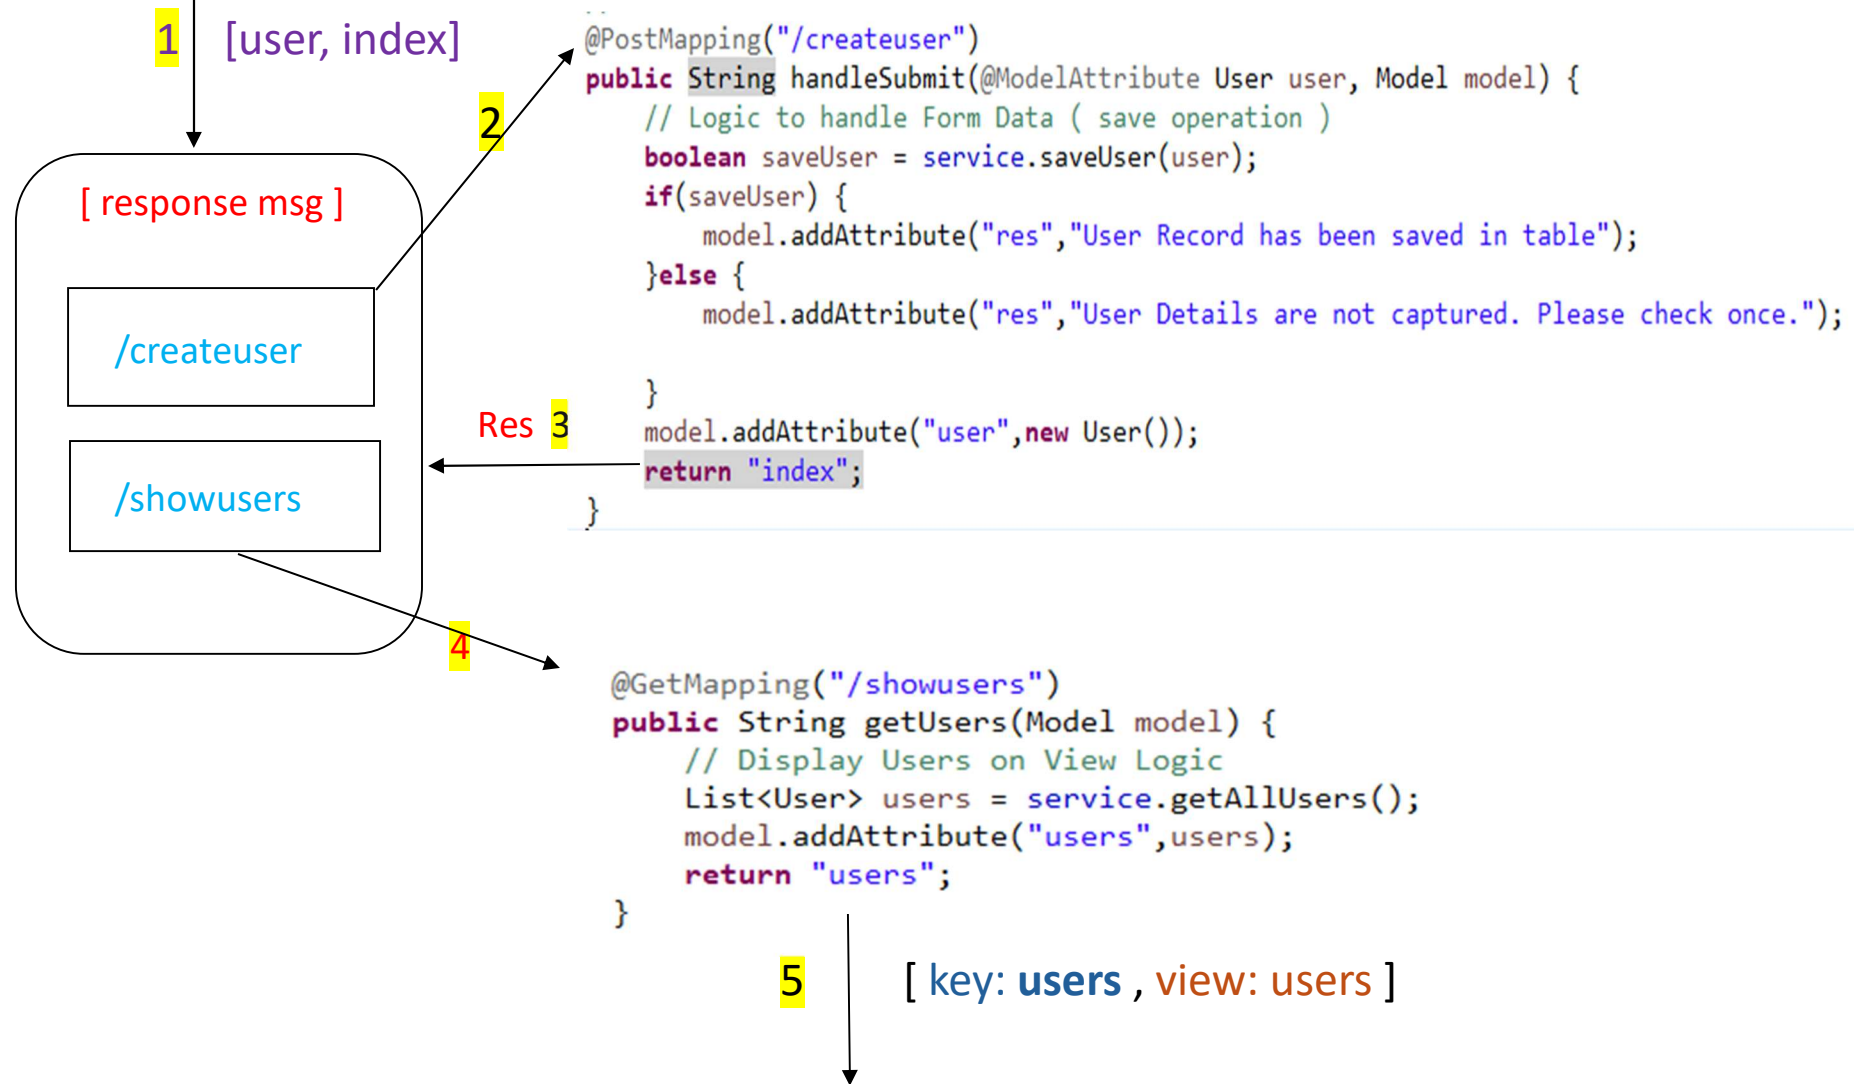 1 [user, index]
@PostMapping("/createuser")
public String handleSubmit(@ModelAttribute User user, Model model) {
// Logic to handle Form Data ( save operation )
boolean saveUser = service.saveUser(user);
if(saveUser) {
model.addAttribute("res","User Record has been saved in table");
}else {
model.addAttribute("res","User Details are not captured. Please check once.");
}
model.addAttribute("user",new User());
return "index";
}
2
[ response msg ]
/createuser
Res 3
/showusers
4
@GetMapping("/showusers")
public String getUsers(Model model) {
// Display Users on View Logic
List<User> users = service.getAllUsers();
model.addAttribute("users",users);
return "users";
}
5 [ key: users , view: users ]